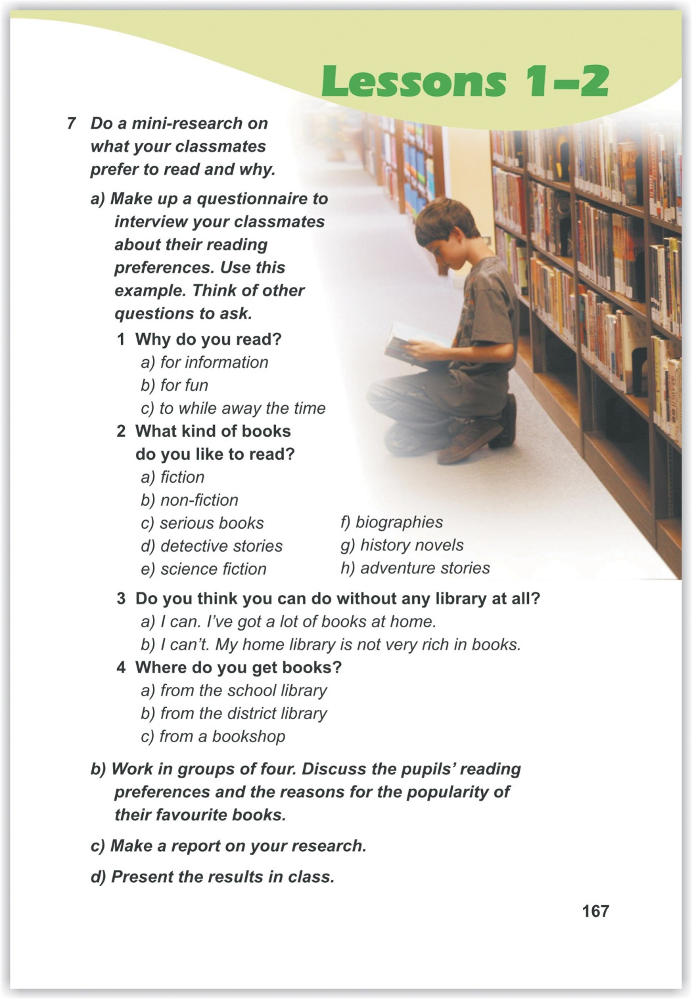 Lessons 1–2
7 Do a mini-research on
what your classmates
prefer to read and why.
a) Make up a questionnaire to
interview your classmates
about their reading
preferences. Use this
example. Think of other
questions to ask.
1 Why do you read?
a) for information
b) for fun
c) to while away the time
2 What kind of books
do you like to read?
a) fiction
b) non-fiction
c) serious books
d) detective stories
e) science fiction
f) biographies
g) history novels
h) adventure stories
3 Do you think you can do without any library at all?
a) I can. I’ve got a lot of books at home.
b) I can’t. My home library is not very rich in books.
4 Where do you get books?
a) from the school library
b) from the district library
c) from a bookshop
b) Work in groups of four. Discuss the pupils’ reading
preferences and the reasons for the popularity of
their favourite books.
c) Make a report on your research.
d) Present the results in class.
167